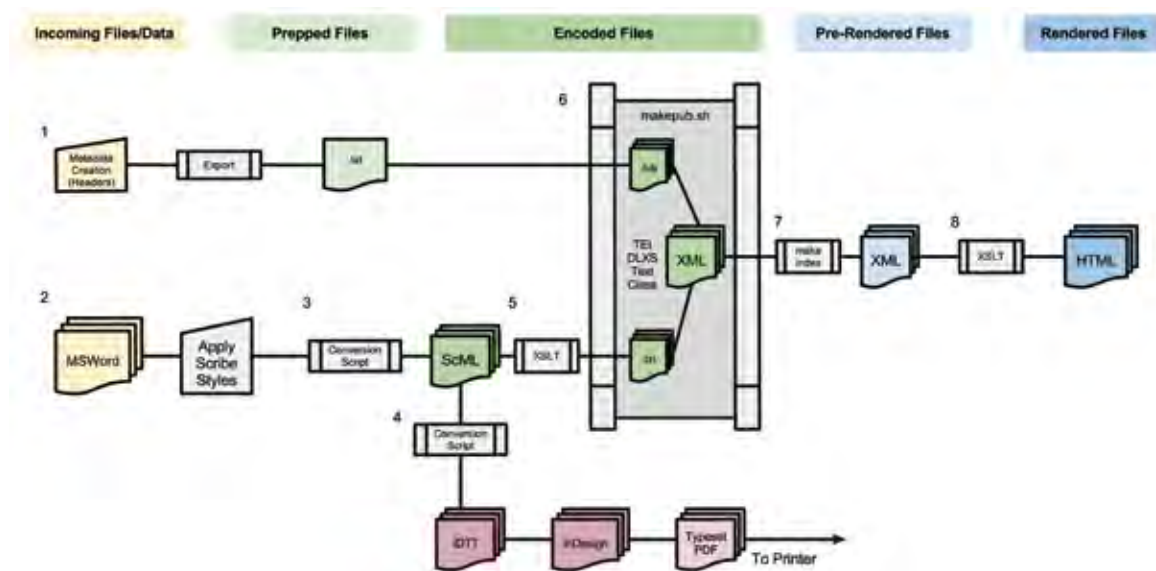 Incoming Files/Data
Prepped Files
Encoded Files
Pre-Rendered Files
Rendered Files
6
makepub.sh
1
Metadata
Creation
(Headers)
Export
.txt
7
make
index
8
XSLT
TEI
DLXS
Text
Class
XML
XML
HTML
2
MSWord
Apply
Scribe
Styles
3
Conversion
Script
ScML
5
XSLT
4
Conversion
Script
IDTT
InDesign
Typeset
PDF
To Printer